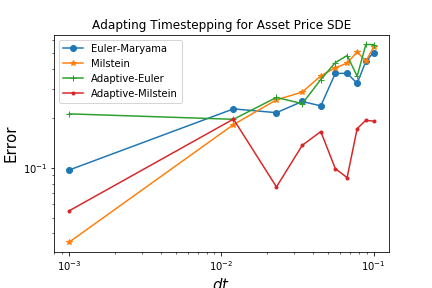 Adapting Timestepping for Asset Price SDE
Euler-Maryama
Milstein
Adaptive-Euler
Adaptive-Milstein
Error
10⁻¹
10⁻³
10⁻²
10⁻¹
dt